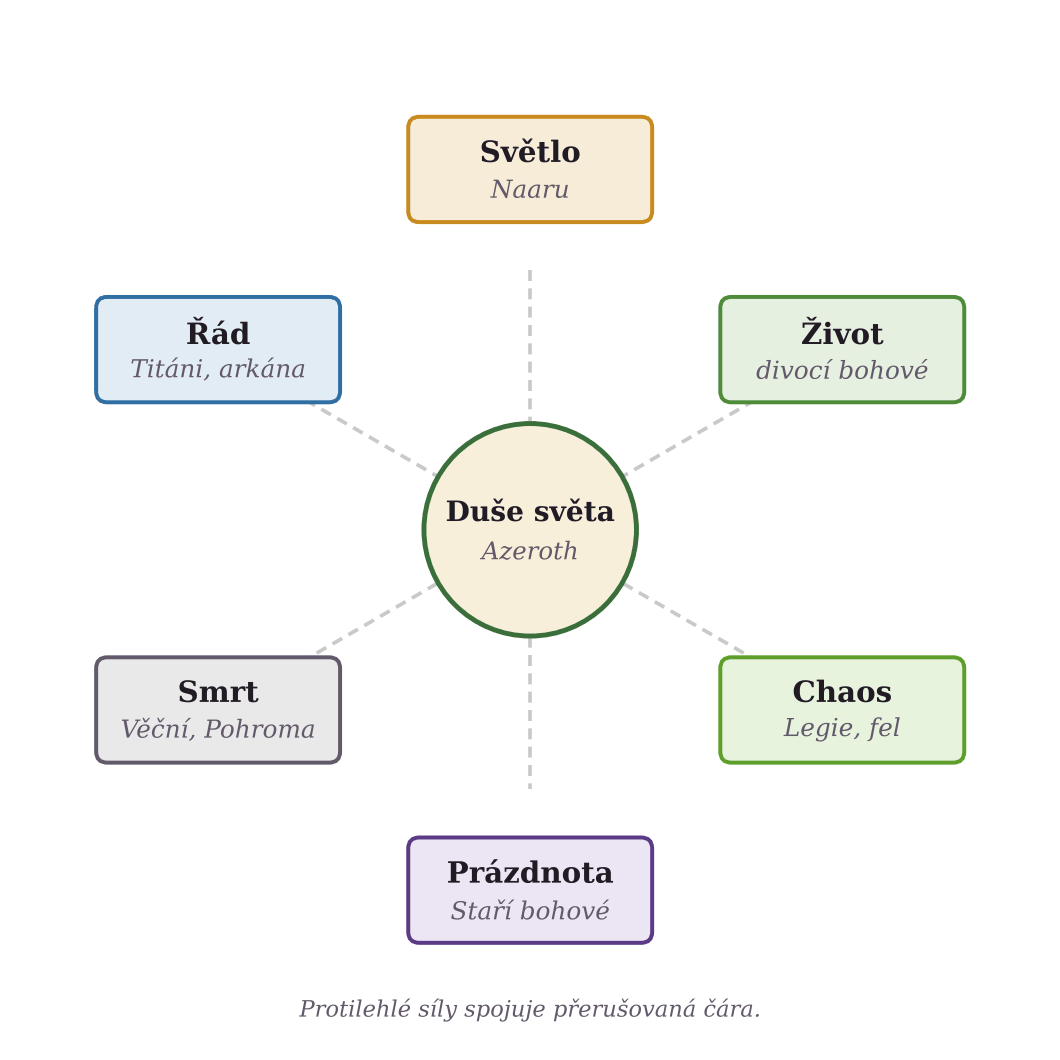 Světlo
Naaru
Řád
Titáni, arkána
Život
divocí bohové
Duše světa
Azeroth
Smrt
Věční, Pohroma
Chaos
Legie, fel
Prázdnota
Staří bohové
Protilehlé síly spojuje přerušovaná čára.